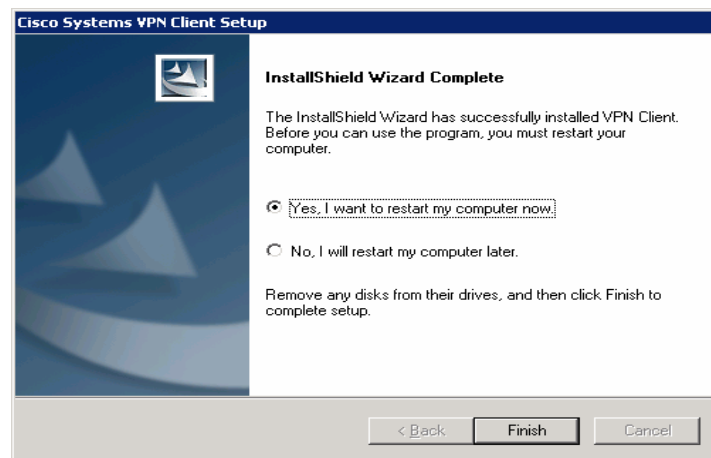 Cisco Systems VPN Client Setup
InstallShield Wizard Complete
The InstallShield Wizard has successfully installed VPN Client.
Before you can use the program, you must restart your
computer.
Yes, I want to restart my computer now.
No, I will restart my computer later.
Remove any disks from their drives, and then click Finish to
complete setup.
< Back Finish Cancel